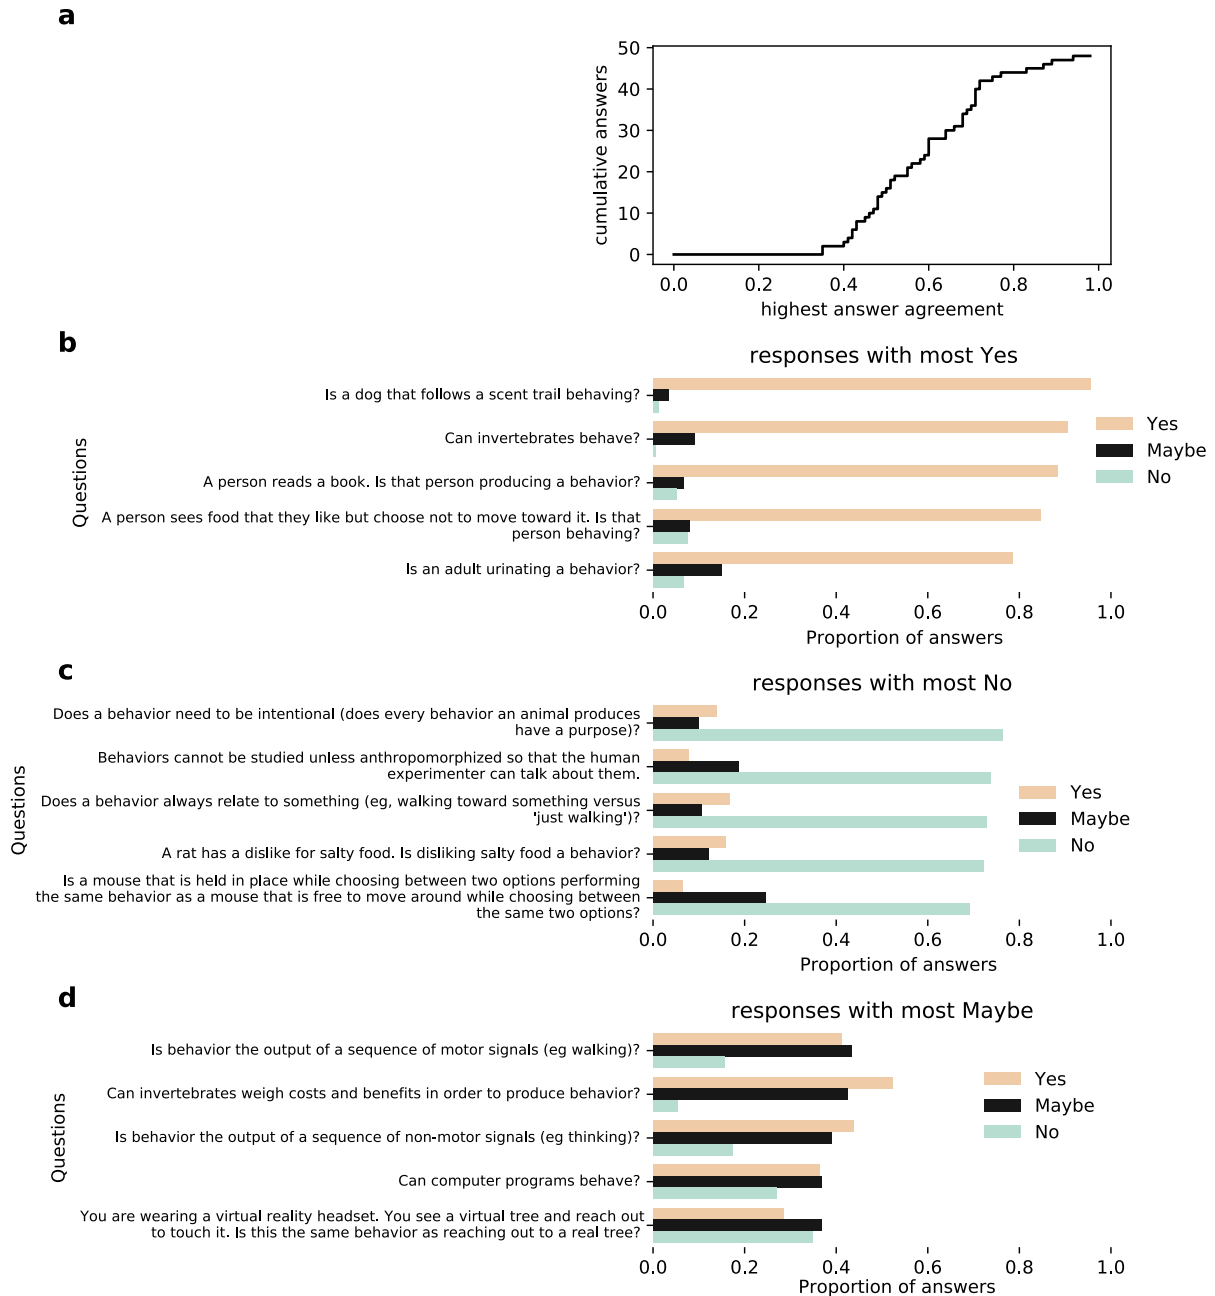 a
50
40
30
20
10
0
cumulative answers
0.0 0.2 0.4 0.6 0.8 1.0
highest answer agreement
b
responses with most Yes
Questions
Is a dog that follows a scent trail behaving?
Can invertebrates behave?
A person reads a book. Is that person producing a behavior?
A person sees food that they like but choose not to move toward it. Is that
person behaving?
Is an adult urinating a behavior?
Yes
Maybe
No
0.0 0.2 0.4 0.6 0.8 1.0
Proportion of answers
c
responses with most No
Questions
Does a behavior need to be intentional (does every behavior an animal produces
have a purpose)?
Behaviors cannot be studied unless anthropomorphized so that the human
experimenter can talk about them.
Does a behavior always relate to something (eg, walking toward something versus
'just walking')?
A rat has a dislike for salty food. Is disliking salty food a behavior?
Is a mouse that is held in place while choosing between two options performing
the same behavior as a mouse that is free to move around while choosing between
the same two options?
Yes
Maybe
No
0.0 0.2 0.4 0.6 0.8 1.0
Proportion of answers
d
responses with most Maybe
Questions
Is behavior the output of a sequence of motor signals (eg walking)?
Can invertebrates weigh costs and benefits in order to produce behavior?
Is behavior the output of a sequence of non-motor signals (eg thinking)?
Can computer programs behave?
You are wearing a virtual reality headset. You see a virtual tree and reach out
to touch it. Is this the same behavior as reaching out to a real tree?
Yes
Maybe
No
0.0 0.2 0.4 0.6 0.8 1.0
Proportion of answers